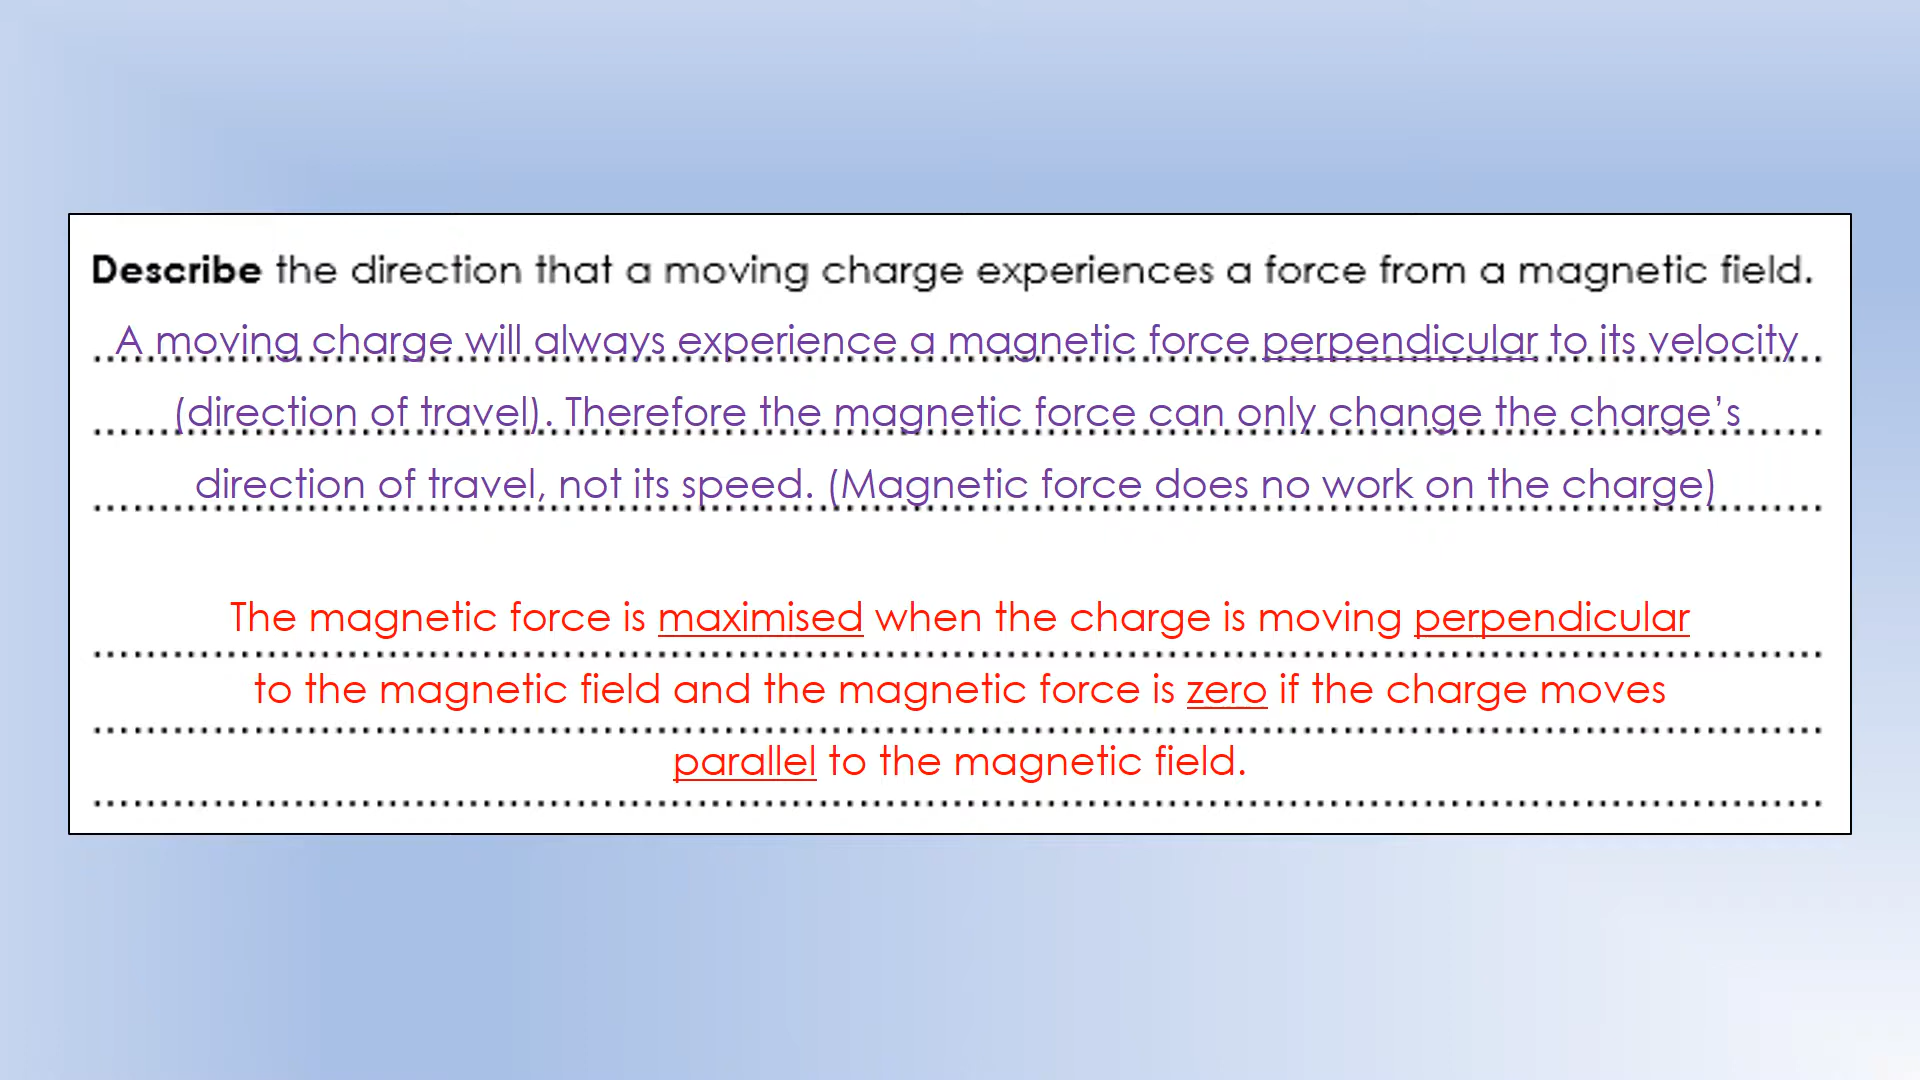 Describe the direction that a moving charge experiences a force from a magnetic field.
A moving charge will always experience a magnetic force perpendicular to its velocity
(direction of travel). Therefore the magnetic force can only change the charge’s
direction of travel, not its speed. (Magnetic force does no work on the charge)
The magnetic force is maximised when the charge is moving perpendicular
to the magnetic field and the magnetic force is zero if the charge moves
parallel to the magnetic field.